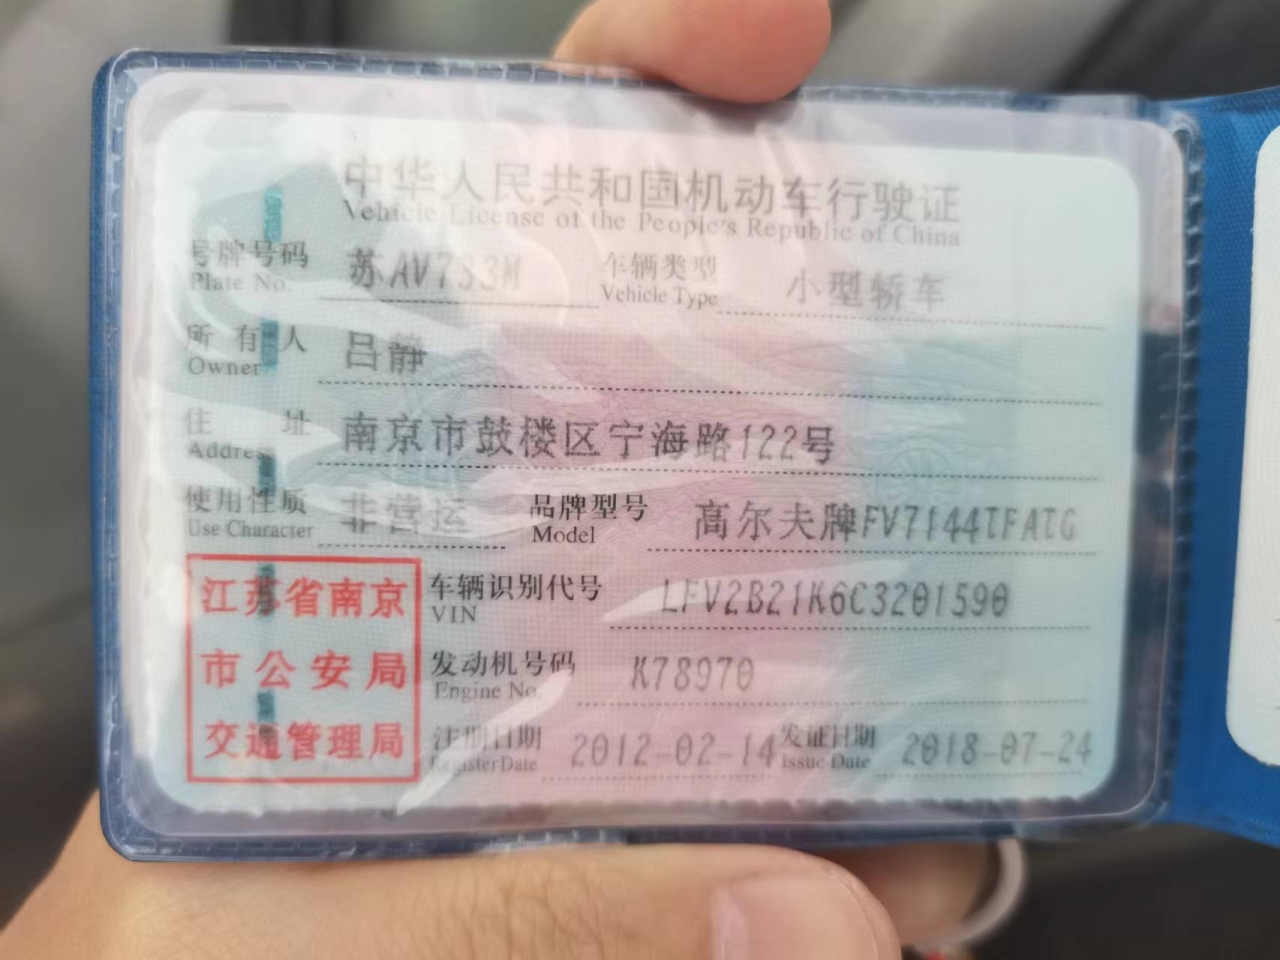 中华人民共和国机动车行驶证
Vehicle License of the People's Republic of China
号牌号码 苏AV7S3M 车辆类型 小型轿车
Plate No. Vehicle Type
所有人 吕静
Owner
住址 南京市鼓楼区宁海路122号
Address
使用性质 非营运 品牌型号 高尔夫牌FV7144TFATG
Use Character Model
江苏省南京
市公安局
交通管理局
车辆识别代号 LFV2B21K6C3201590
VIN
发动机号码 K78970
Engine No.
注册日期 2012-02-14 发证日期 2018-07-24
Register Date Issue Date